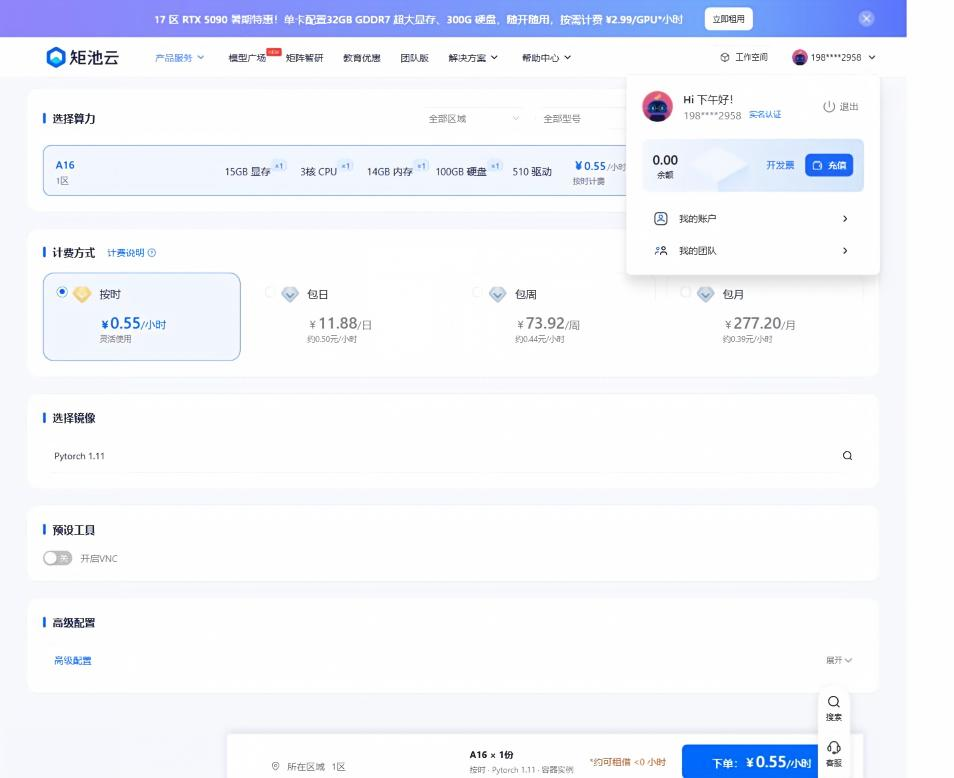 17 区 RTX 5090 暑期特惠！单卡配置32GB GDDR7 超大显存、300G 硬盘，随开随用，按需计费 ¥2.99/GPU*小时 立即租用
矩池云 产品服务 模型广场 NEW 矩阵智研 教育优惠 团队版 解决方案 帮助中心 工作空间 198****2958
Hi 下午好！
198****2958 实名认证
退出
0.00
余额
开发票 充值
我的账户
我的团队
选择算力 全部区域 全部型号
A16
1区
15GB 显存 x1 3核 CPU x1 14GB 内存 x1 100GB 硬盘 x1 510 驱动
¥0.55/小时
按时计费
计费方式 计费说明
按时
¥0.55/小时
灵活使用
包日
¥11.88/日
约0.50元/小时
包周
¥73.92/周
约0.44元/小时
包月
¥277.20/月
约0.39元/小时
选择镜像
Pytorch 1.11
预设工具
关 开启VNC
高级配置
高级配置 展开
搜索
客服
所在区域 1区
A16 × 1份
按时 · Pytorch 1.11 · 容器实例
*约可租借 <0 小时
下单：¥0.55/小时